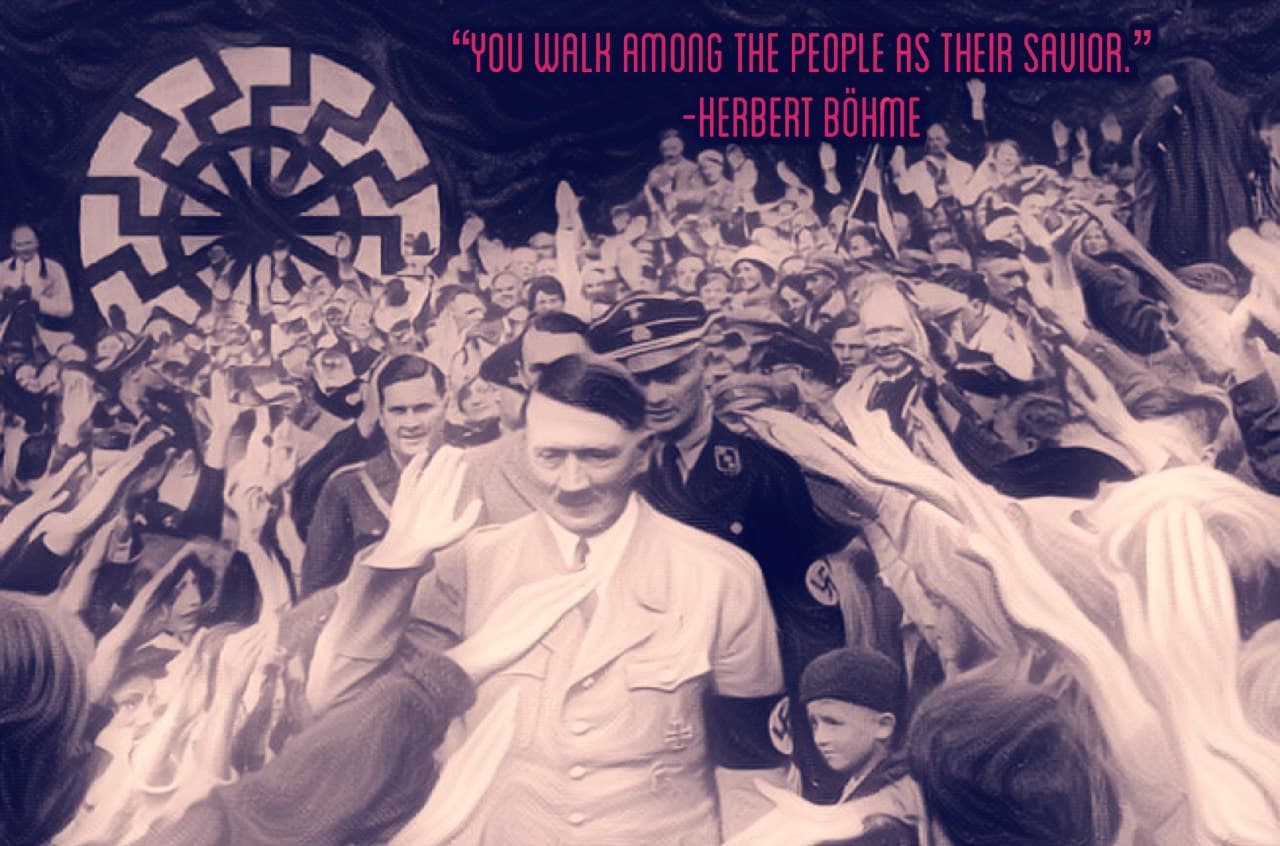 “YOU WALK AMONG THE PEOPLE AS THEIR SAVIOR.”
-HERBERT BÖHME